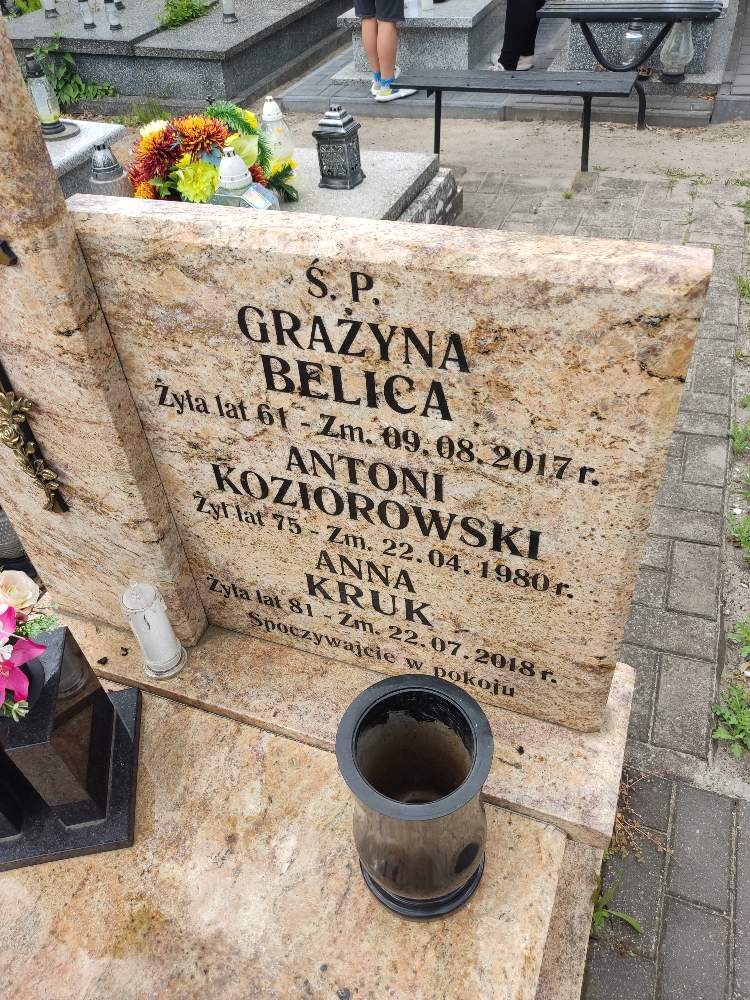 Ś. P.
GRAŻYNA
BELICA
Żyła lat 61 - Zm. 09.08.2017 r.
ANTONI
KOZIOROWSKI
Żył lat 75 - Zm. 22.04.1980 r.
ANNA
KRUK
Żyła lat 81 - Zm. 22.07.2018 r.
Spoczywajcie w pokoju